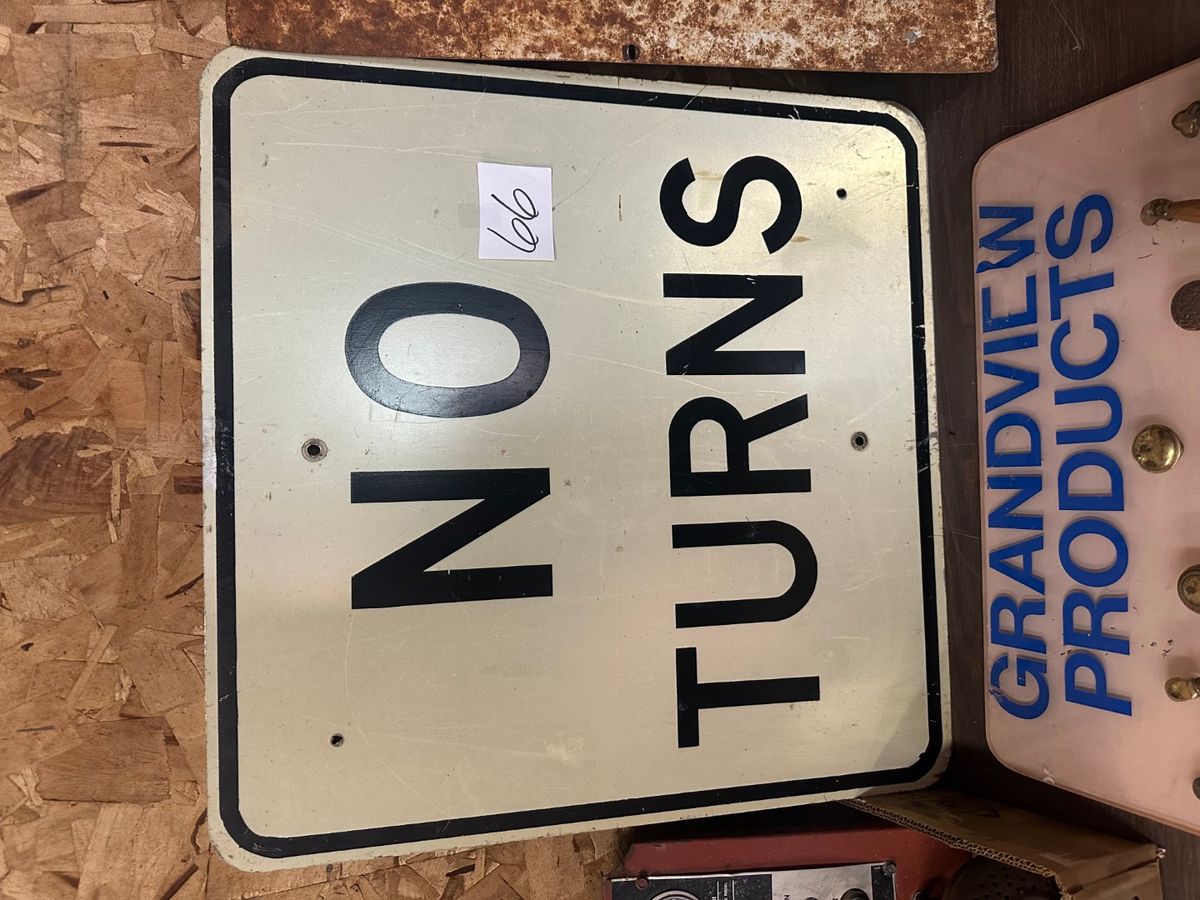 NO
TURNS
66
GRANDVIEW
PRODUCTS